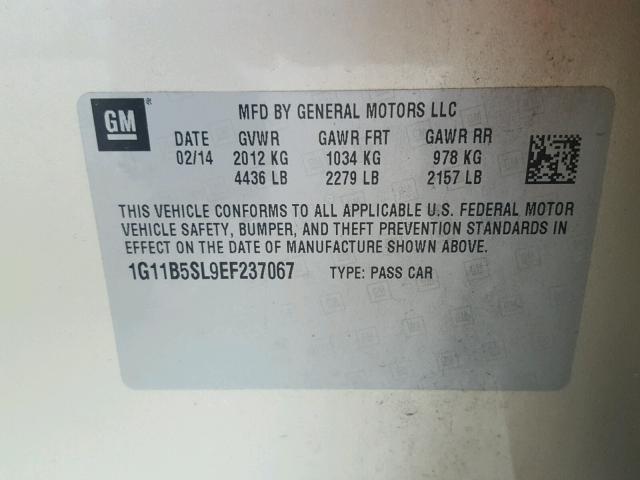 GM
MFD BY GENERAL MOTORS LLC
DATE GVWR GAWR FRT GAWR RR
02/14 2012 KG 1034 KG 978 KG
4436 LB 2279 LB 2157 LB
THIS VEHICLE CONFORMS TO ALL APPLICABLE U.S. FEDERAL MOTOR
VEHICLE SAFETY, BUMPER, AND THEFT PREVENTION STANDARDS IN
EFFECT ON THE DATE OF MANUFACTURE SHOWN ABOVE.
1G11B5SL9EF237067 TYPE: PASS CAR